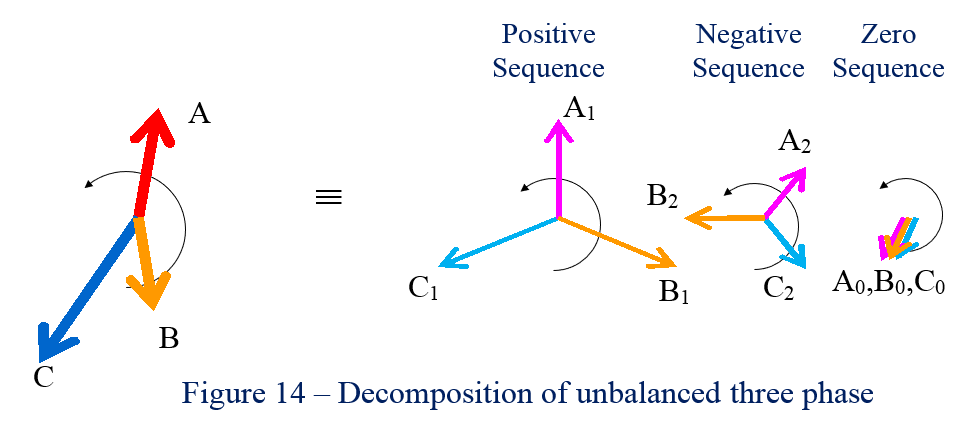 Positive
Sequence
Negative
Sequence
Zero
Sequence
A
B
C
≡
A₁
B₁
C₁
A₂
B₂
C₂
A₀,B₀,C₀
Figure 14 – Decomposition of unbalanced three phase